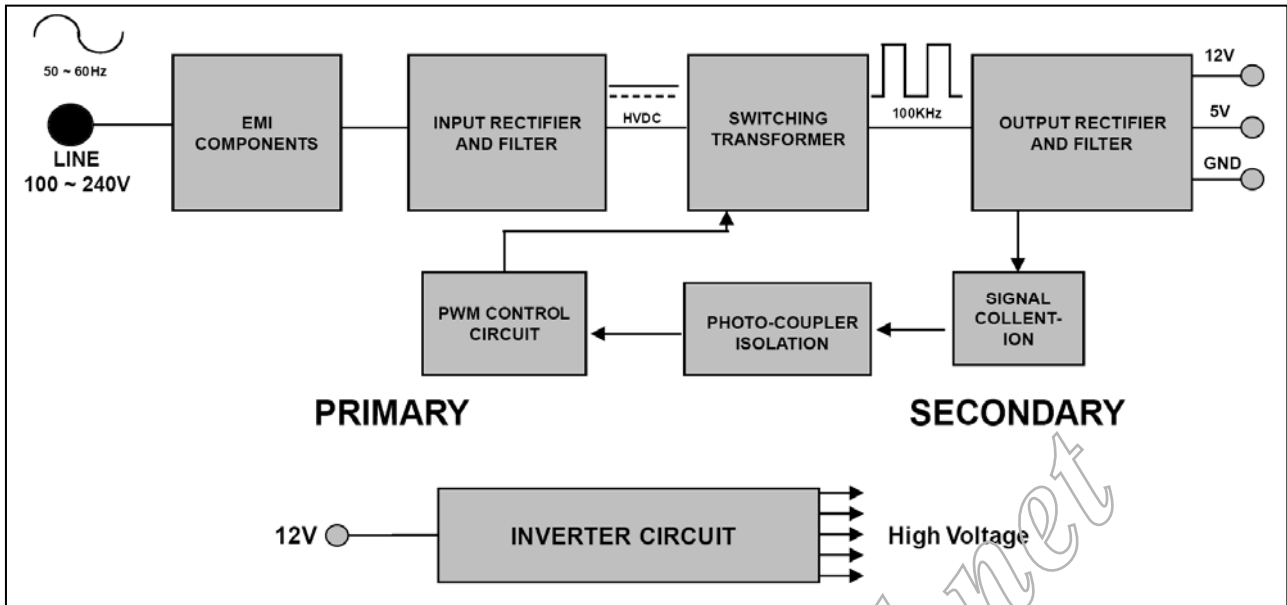 50 ~ 60Hz
LINE
100 ~ 240V
EMI
COMPONENTS
INPUT RECTIFIER
AND FILTER
HVDC
SWITCHING
TRANSFORMER
100KHz
OUTPUT RECTIFIER
AND FILTER
12V
5V
GND
PWM CONTROL
CIRCUIT
PHOTO-COUPLER
ISOLATION
SIGNAL
COLLENT-
ION
PRIMARY
SECONDARY
12V
INVERTER CIRCUIT
High Voltage
.net